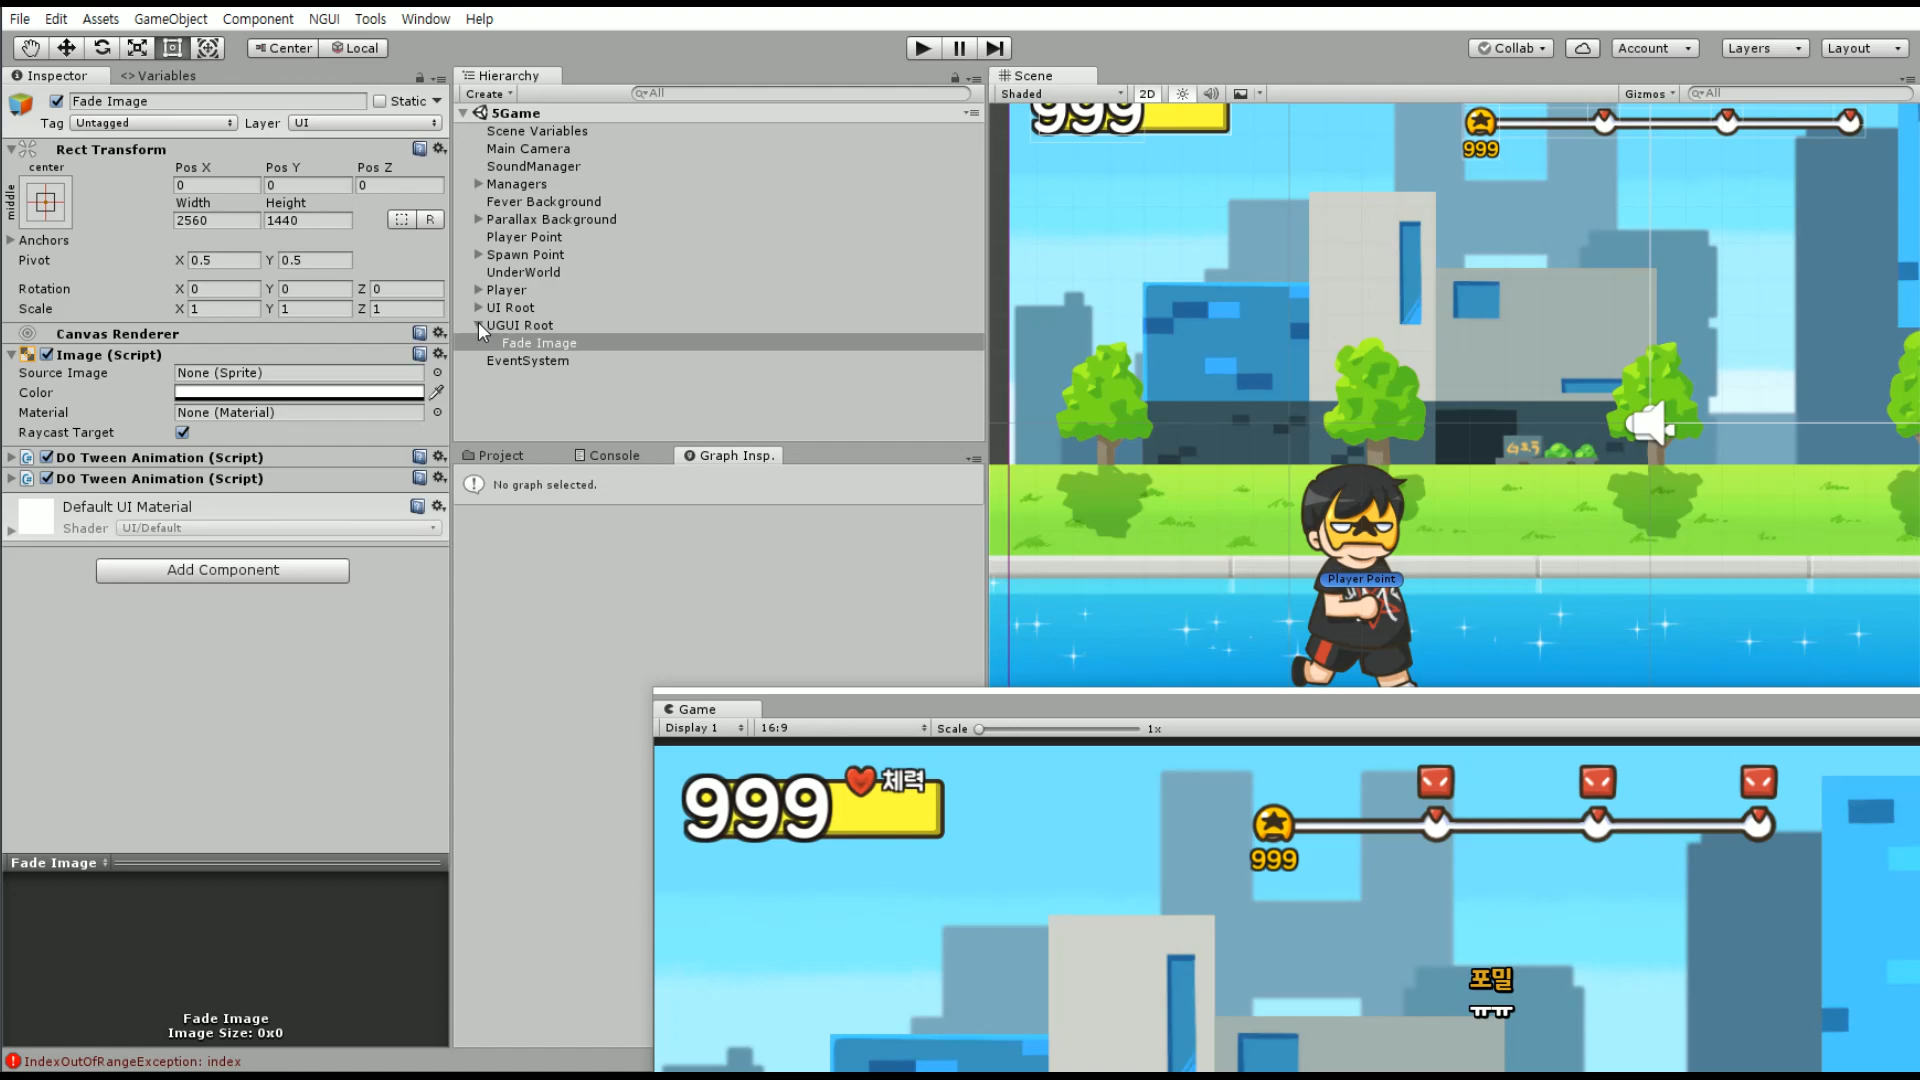 File Edit Assets GameObject Component NGUI Tools Window Help
Center Local
Collab Account Layers Layout
Inspector <> Variables
Fade Image Static
Tag Untagged Layer UI
Rect Transform
center
middle
Pos X Pos Y Pos Z
0 0 0
Width Height
2560 1440
R
Anchors
Pivot X 0.5 Y 0.5
Rotation X 0 Y 0 Z 0
Scale X 1 Y 1 Z 1
Canvas Renderer
Image (Script)
Source Image None (Sprite)
Color
Material None (Material)
Raycast Target
DO Tween Animation (Script)
DO Tween Animation (Script)
Default UI Material
Shader UI/Default
Add Component
Fade Image
Fade Image
Image Size: 0x0
IndexOutOfRangeException: index
Hierarchy
Create All
5Game
Scene Variables
Main Camera
SoundManager
Managers
Fever Background
Parallax Background
Player Point
Spawn Point
UnderWorld
Player
UI Root
UGUI Root
Fade Image
EventSystem
Project Console Graph Insp.
No graph selected.
Scene
Shaded 2D Gizmos All
999
999
Player Point
Game
Display 1 16:9 Scale 1x
999 체력
999
포밀
ㅠㅠ